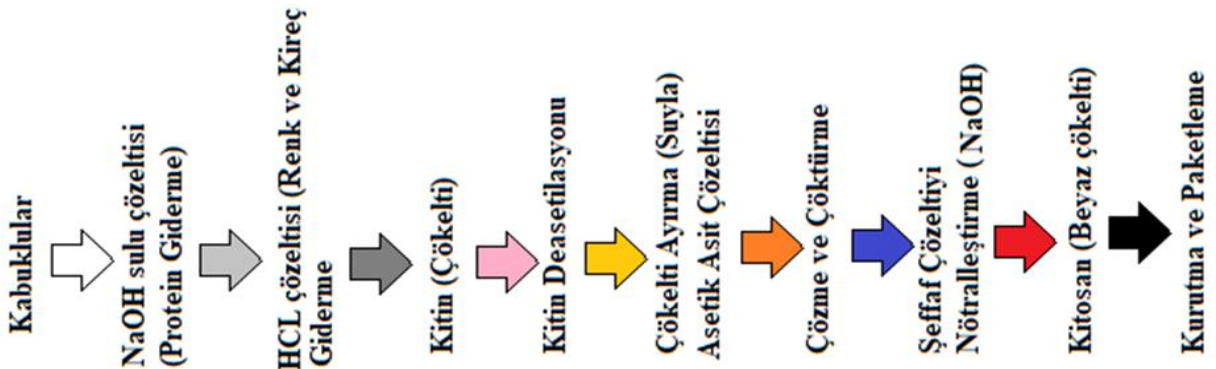 Kabuklular
NaOH sulu çözeltisi
(Protein Giderme)
HCL çözeltisi (Renk ve Kireç
Giderme
Kitin (Çökelti)
Kitin Deasetilasyonu
Çökelti Ayırma (Suyla)
Asetik Asit Çözeltisi
Çözme ve Çöktürme
Şeffaf Çözeltiyi
Nötralleştirme (NaOH)
Kitosan (Beyaz çökelti)
Kurutma ve Paketleme